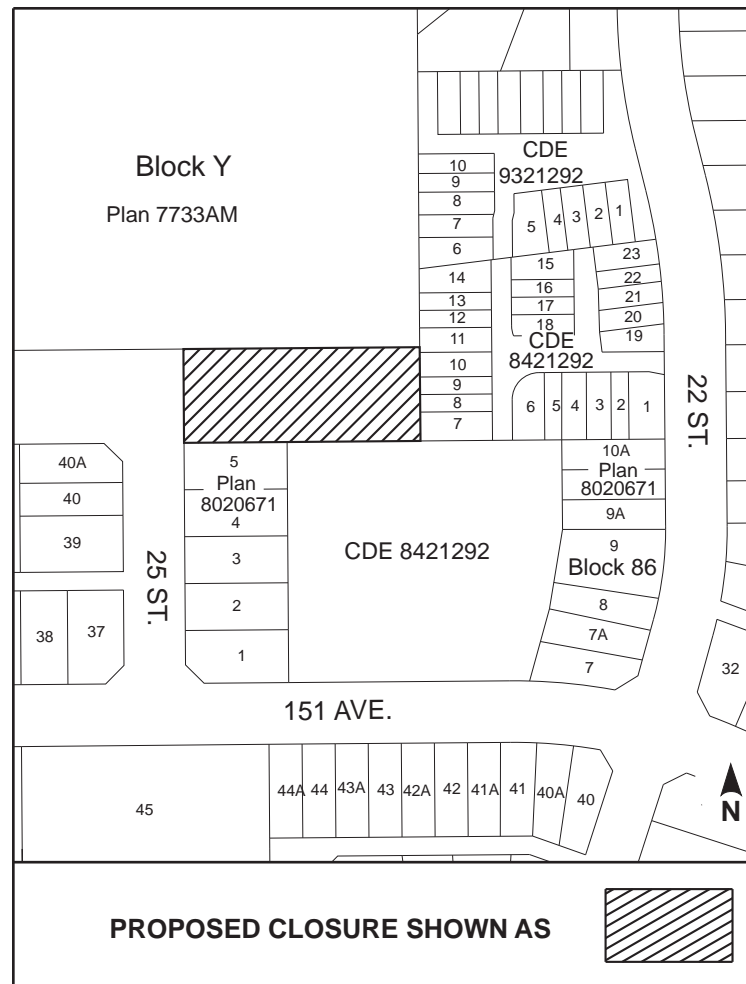 Block Y
Plan 7733AM
CDE
9321292
10
9
8
7
6
5
4
3
2
1
14
13
12
11
10
9
8
7
15
16
17
18
23
22
21
20
19
CDE
8421292
6
5
4
3
2
1
22 ST.
40A
40
39
38
37
25 ST.
5
Plan
8020671
4
3
2
1
CDE 8421292
10A
Plan
8020671
9A
9
Block 86
8
7A
7
32
151 AVE.
45
44A
44
43A
43
42A
42
41A
41
40A
40
N
PROPOSED CLOSURE SHOWN AS